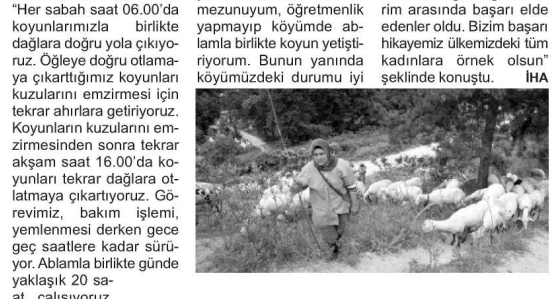 “Her sabah saat 06.00’da
koyunlarımızla birlikte
dağlara doğru yola çıkıyo-
ruz. Öğleye doğru otlama-
ya çıkarttığımız koyunları
kuzularını emzirmesi için
tekrar ahırlara getiriyoruz.
Koyunların kuzularını em-
zirmesinden sonra tekrar
akşam saat 16.00’da ko-
yunları tekrar dağlara ot-
latmaya çıkartıyoruz. Gö-
revimiz, bakım işlemi,
yemlenmesi derken gece
geç saatlere kadar sürü-
yor. Ablamla birlikte günde
yaklaşık 20 sa-
at çalışıyoruz
mezunuyum, öğretmenlik
yapmayıp köyümde ab-
lamla birlikte koyun yetişti-
riyorum. Bunun yanında
köyümüzdeki durumu iyi
rim arasında başarı elde
edenler oldu. Bizim başarı
hikayemiz ülkemizdeki tüm
kadınlara örnek olsun”
şeklinde konuştu. İHA